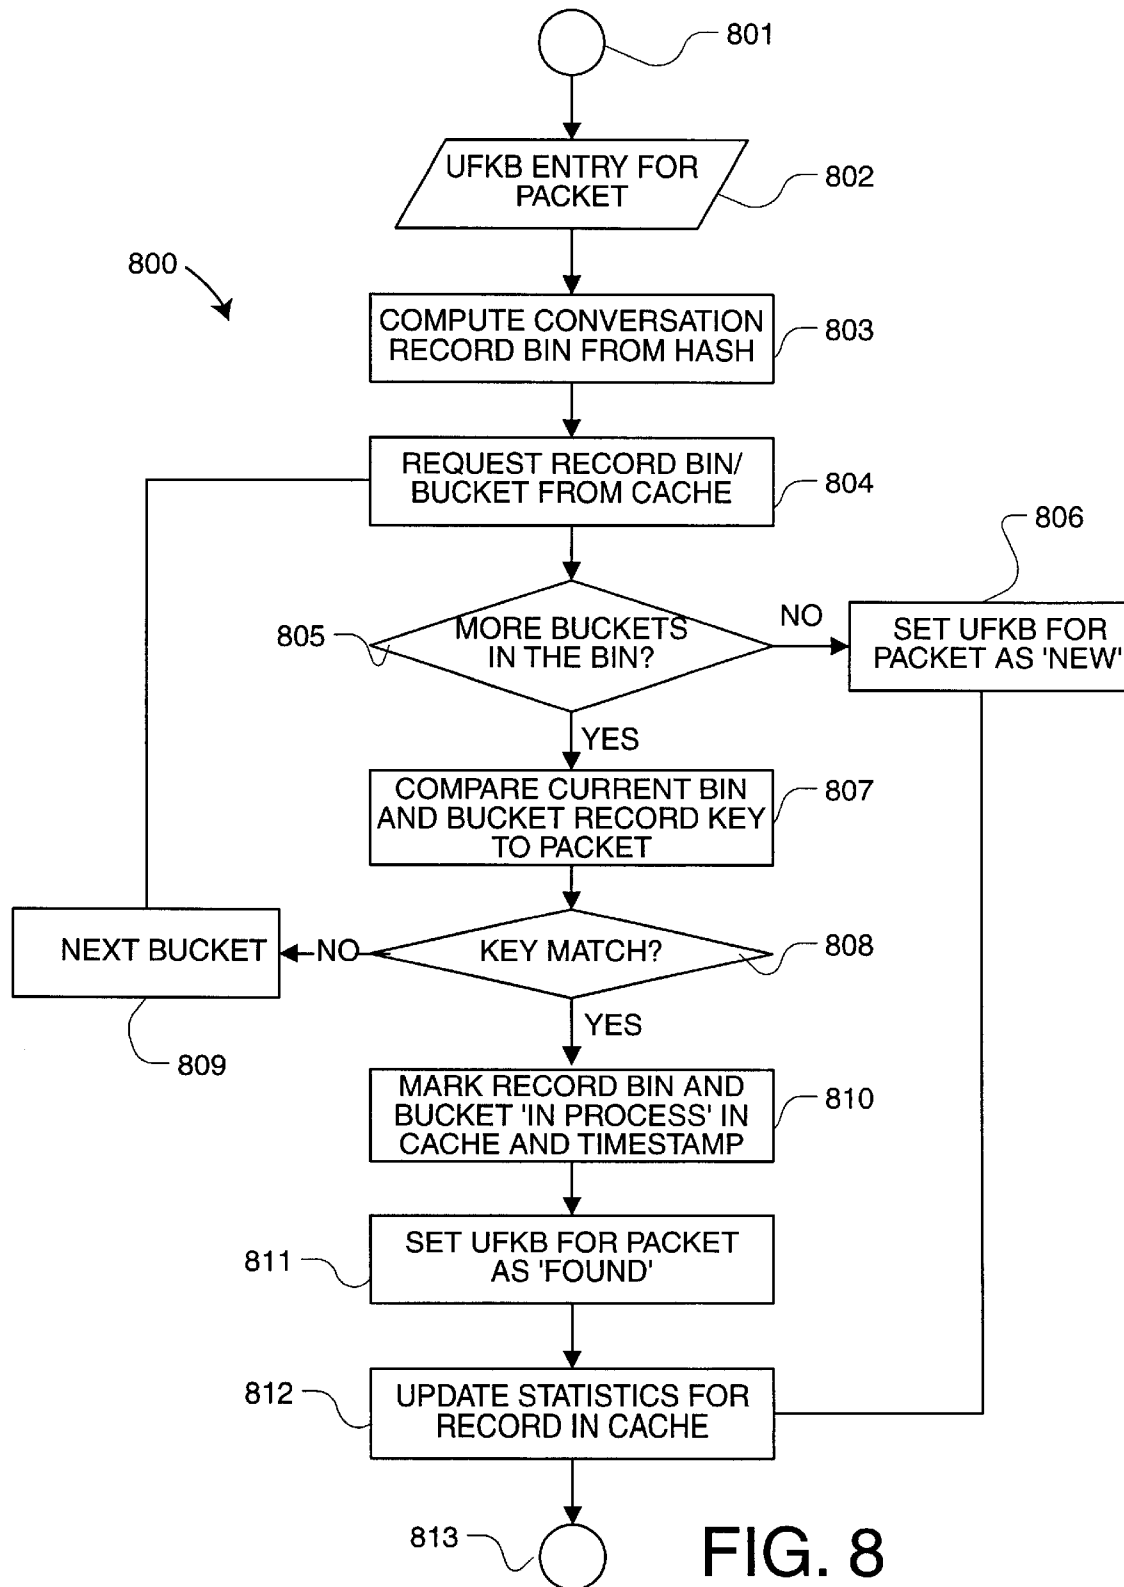 801
UFKB ENTRY FOR
PACKET
802
800
COMPUTE CONVERSATION
RECORD BIN FROM HASH
803
REQUEST RECORD BIN/
BUCKET FROM CACHE
804
806
805
MORE BUCKETS
IN THE BIN?
NO
SET UFKB FOR
PACKET AS 'NEW'
YES
COMPARE CURRENT BIN
AND BUCKET RECORD KEY
TO PACKET
807
NEXT BUCKET
NO
KEY MATCH?
808
YES
809
MARK RECORD BIN AND
BUCKET 'IN PROCESS' IN
CACHE AND TIMESTAMP
810
811
SET UFKB FOR PACKET
AS 'FOUND'
812
UPDATE STATISTICS FOR
RECORD IN CACHE
813
FIG. 8